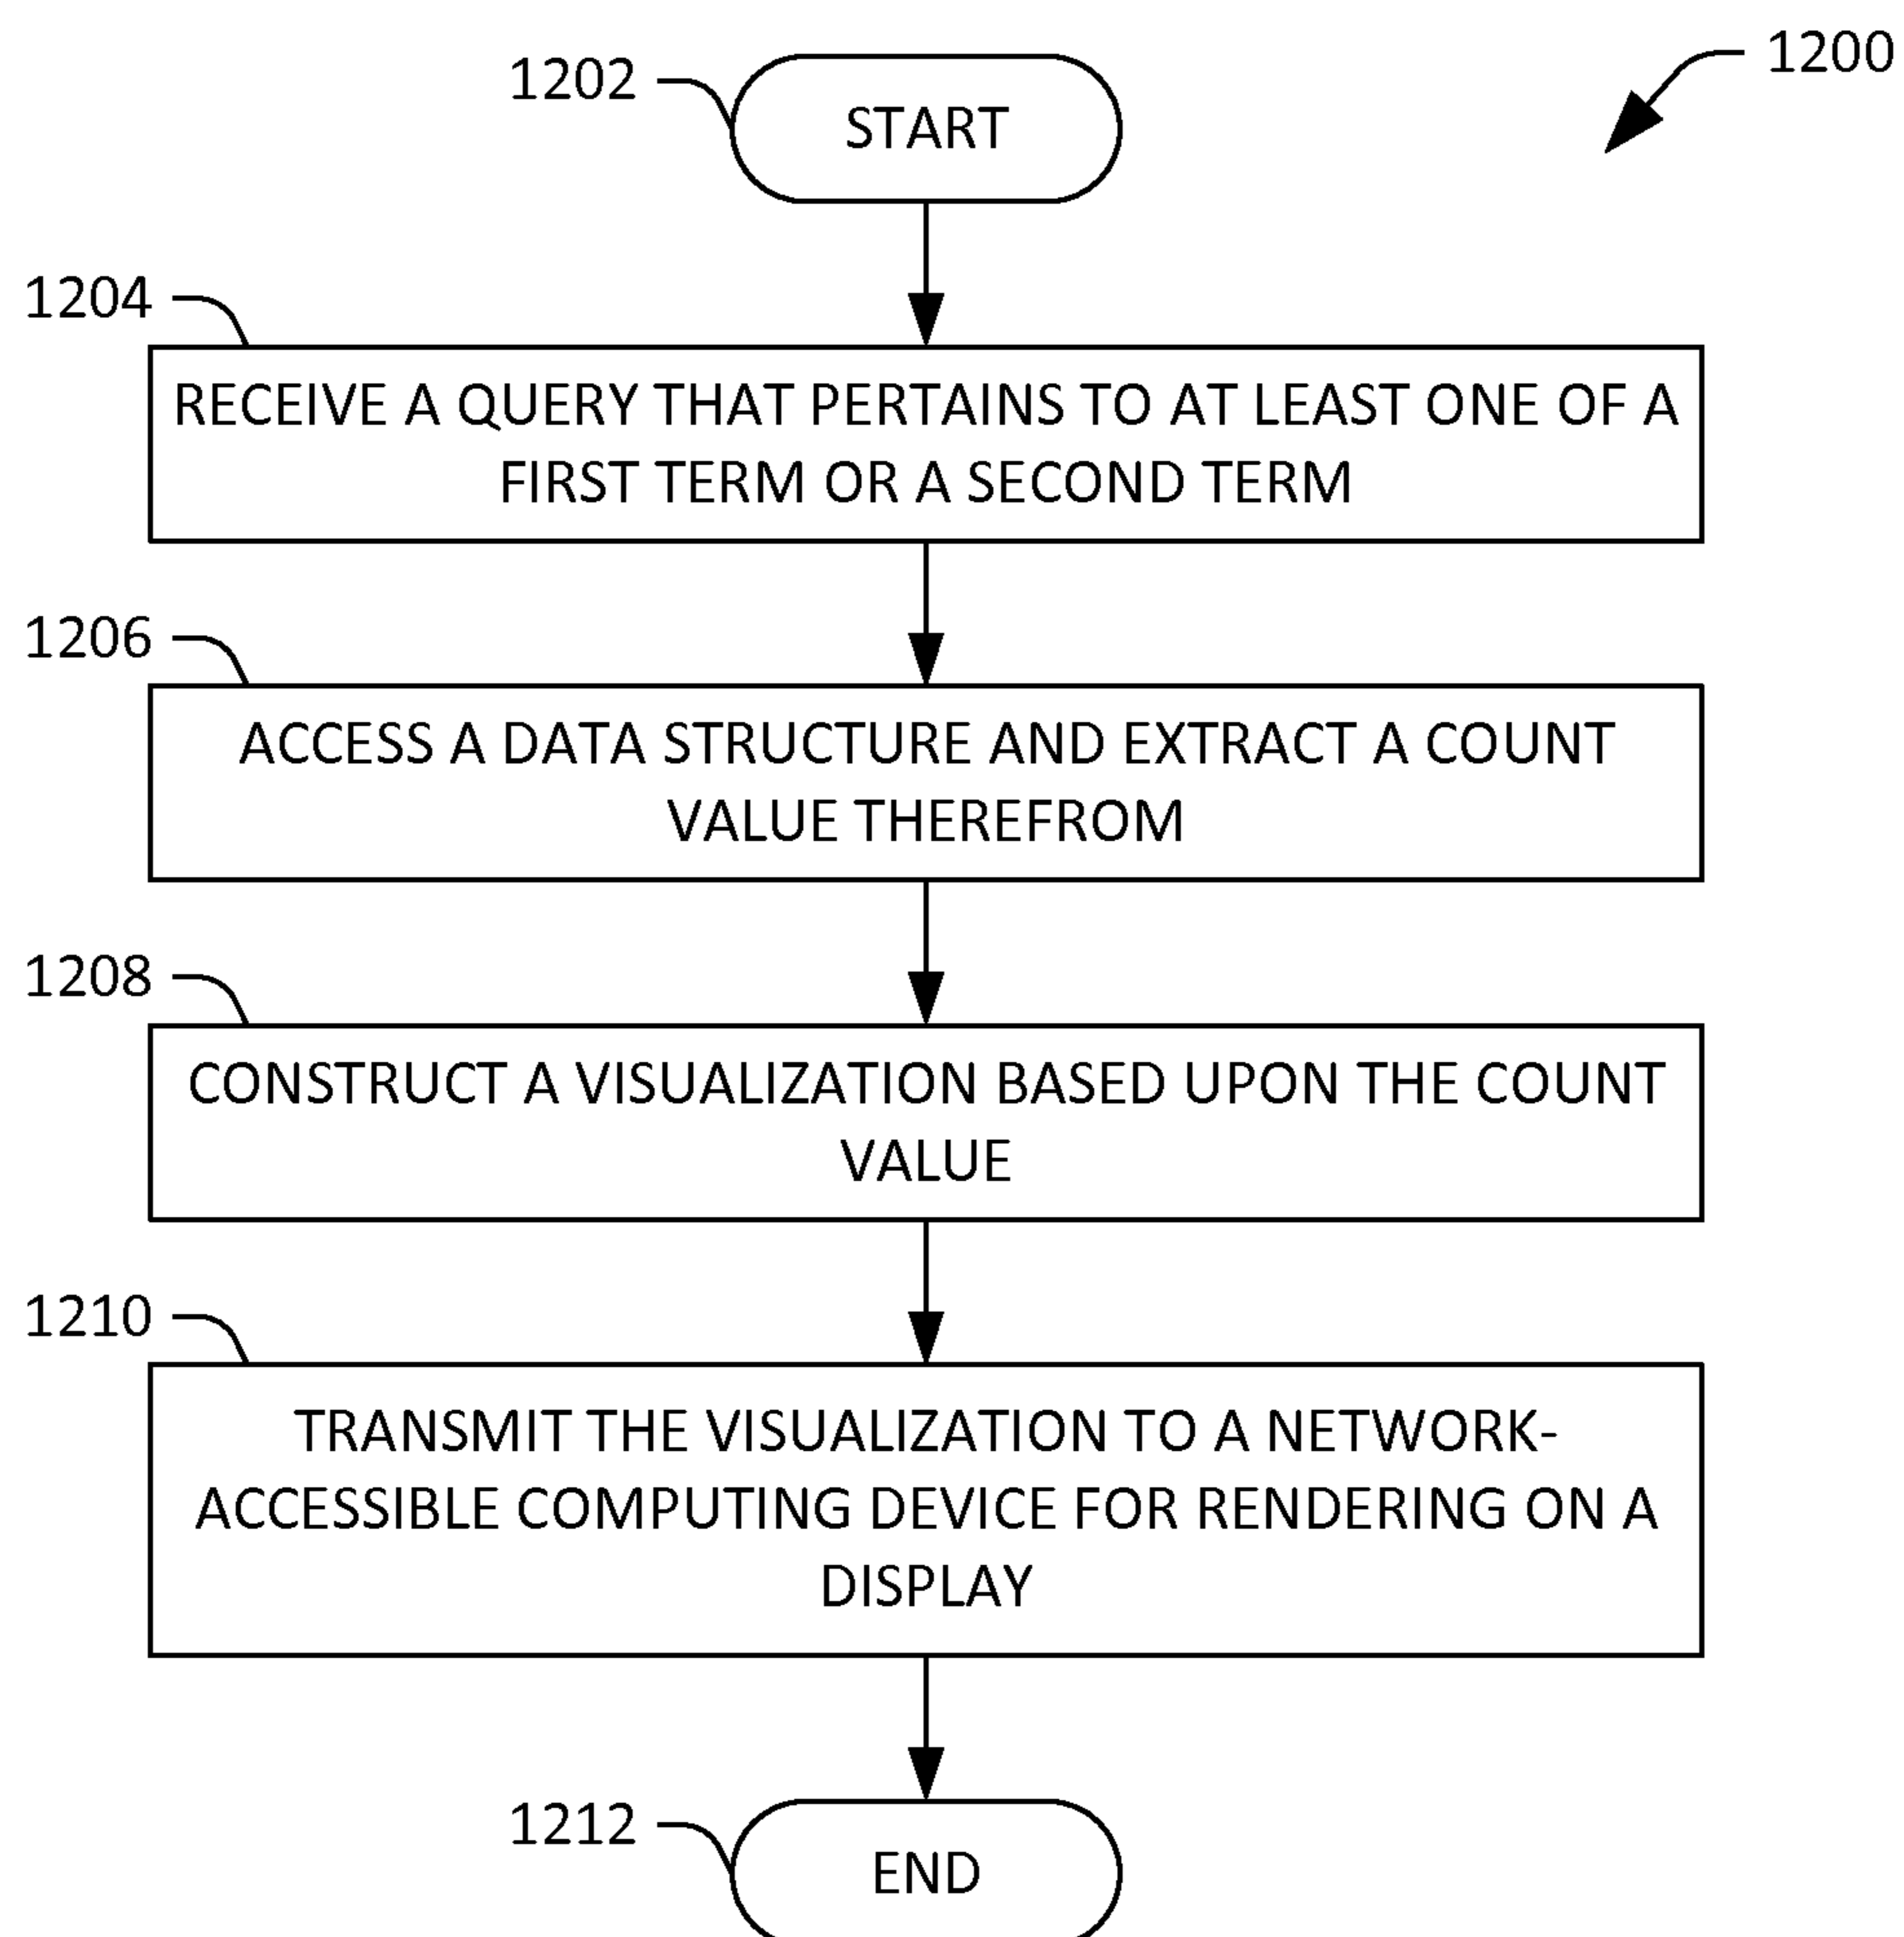 1200
1202
START
1204
RECEIVE A QUERY THAT PERTAINS TO AT LEAST ONE OF A
FIRST TERM OR A SECOND TERM
1206
ACCESS A DATA STRUCTURE AND EXTRACT A COUNT
VALUE THEREFROM
1208
CONSTRUCT A VISUALIZATION BASED UPON THE COUNT
VALUE
1210
TRANSMIT THE VISUALIZATION TO A NETWORK-
ACCESSIBLE COMPUTING DEVICE FOR RENDERING ON A
DISPLAY
1212
END